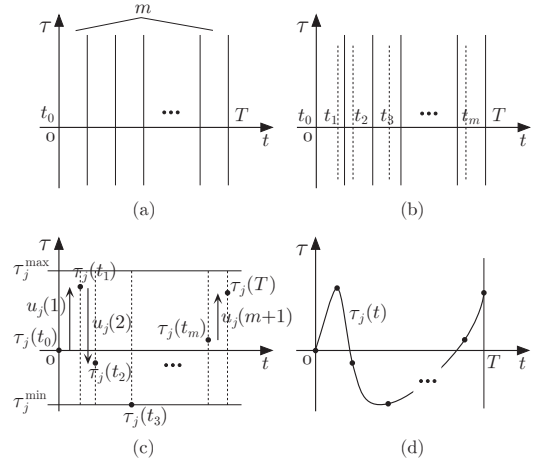 τ m
t₀ ••• T
o t
(a)
τ
t₀ t₁ t₂ t₃ ••• tₘ T
o t
(b)
τ
τⱼᵐᵃˣ τⱼ(t₁)
uⱼ(1) uⱼ(2) τⱼ(tₘ) τⱼ(T)
uⱼ(m+1)
τⱼ(t₀)
o τⱼ(t₂) ••• t
τⱼᵐⁱⁿ τⱼ(t₃)
(c)
τ
τⱼ(t)
o ••• T t
(d)